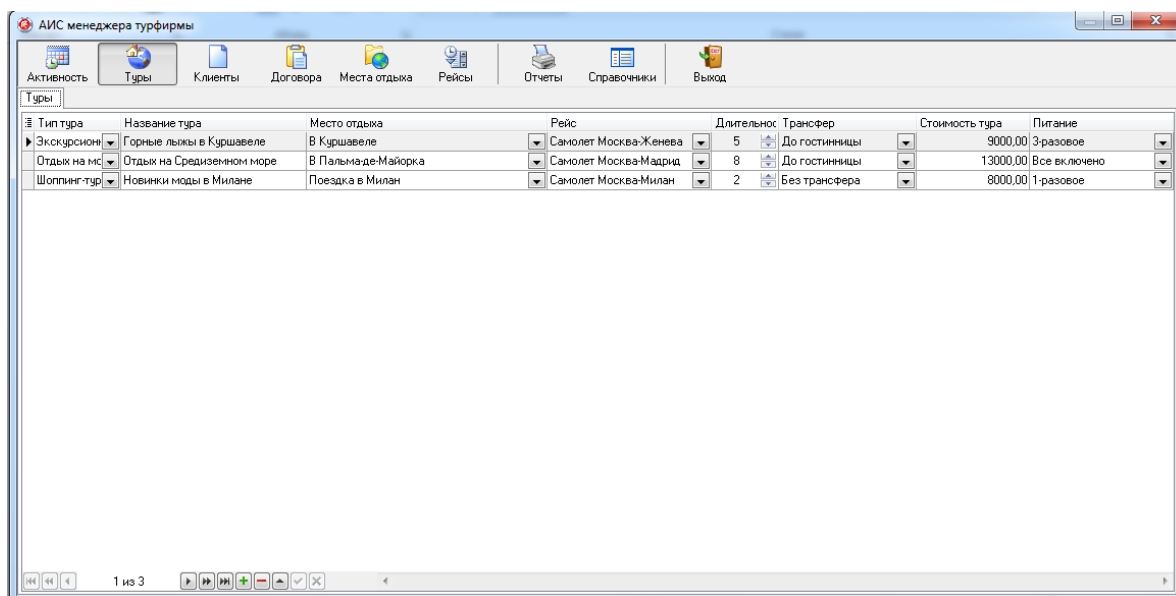 АИС менеджера турфирмы
Активность Туры Клиенты Договора Места отдыха Рейсы Отчеты Справочники Выход
Туры
Тип тура Название тура Место отдыха Рейс Длительнос Трансфер Стоимость тура Питание
Экскурсионн Горные лыжы в Куршавеле В Куршавеле Самолет Москва-Женева 5 До гостинницы 9000,00 3-разовое
Отдых на мо Отдых на Средиземном море В Пальма-де-Майорка Самолет Москва-Мадрид 8 До гостинницы 13000,00 Все включено
Шоппинг-тур Новинки моды в Милане Поездка в Милан Самолет Москва-Милан 2 Без трансфера 8000,00 1-разовое
1 из 3